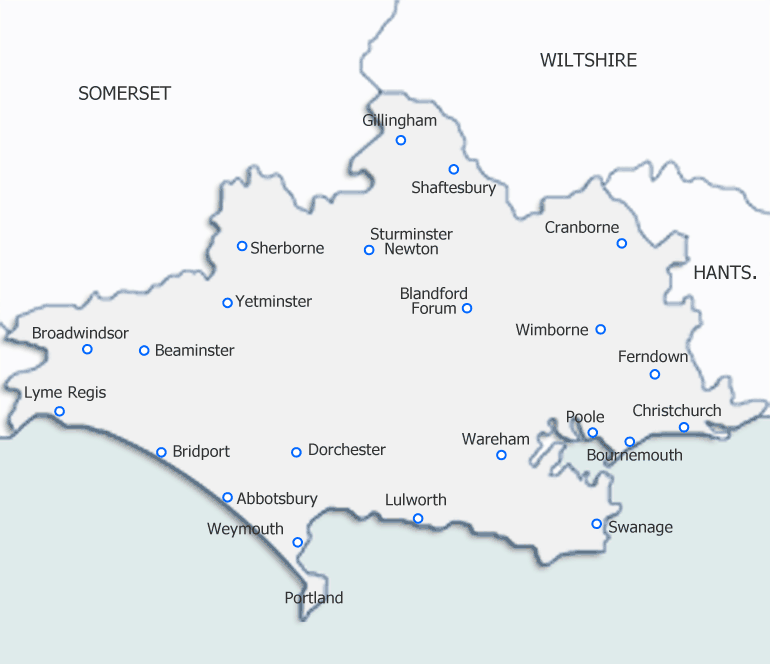 WILTSHIRE
SOMERSET
Gillingham
Shaftesbury
Cranborne
Sturminster
Newton
Sherborne
HANTS.
Blandford
Forum
Yetminster
Wimborne
Broadwindsor
Beaminster
Ferndown
Lyme Regis
Christchurch
Poole
Wareham
Bridport
Dorchester
Bournemouth
Abbotsbury
Lulworth
Weymouth
Swanage
Portland